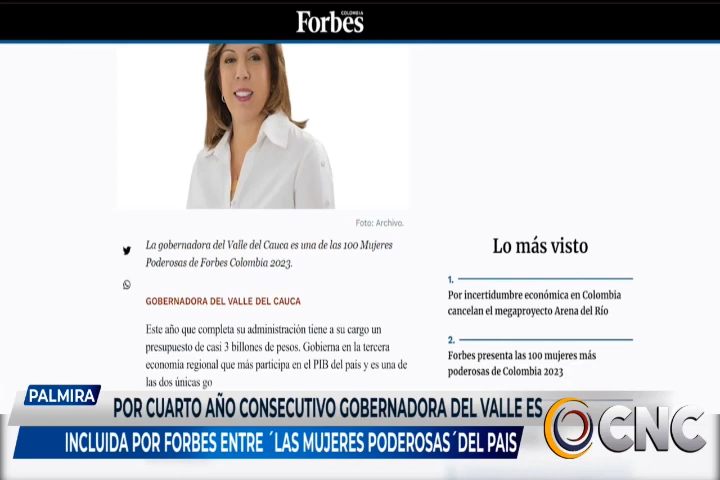 Forbes
COLOMBIA
Foto: Archivo.
La gobernadora del Valle del Cauca es una de las 100 Mujeres
Poderosas de Forbes Colombia 2023.
GOBERNADORA DEL VALLE DEL CAUCA
Este año que completa su administración tiene a su cargo un
presupuesto de casi 3 billones de pesos. Gobierna en la tercera
economía regional que más participa en el PIB del país y es una de
las dos únicas go
Lo más visto
1.
Por incertidumbre económica en Colombia
cancelan el megaproyecto Arena del Río
2.
Forbes presenta las 100 mujeres más
poderosas de Colombia 2023
PALMIRA
POR CUARTO AÑO CONSECUTIVO GOBERNADORA DEL VALLE ES
INCLUIDA POR FORBES ENTRE ´LAS MUJERES PODEROSAS´DEL PAIS
CNC